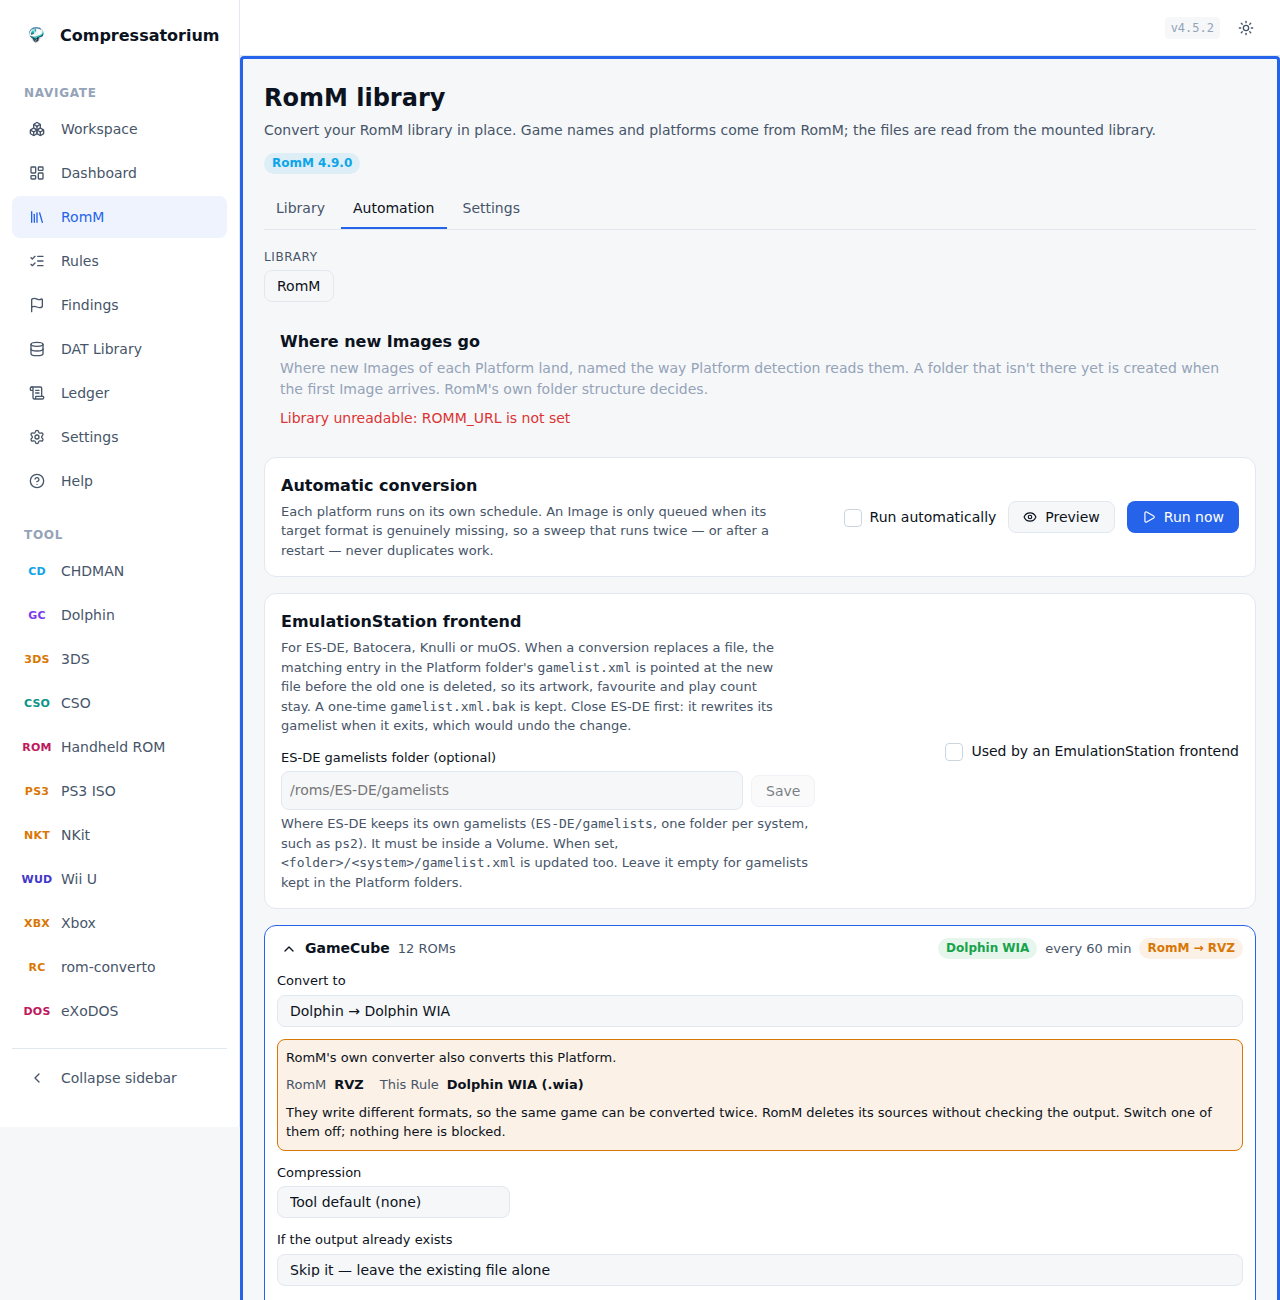 Compressatorium
v4.5.2
NAVIGATE
Workspace
Dashboard
RomM
Rules
Findings
DAT Library
Ledger
Settings
Help
TOOL
CD CHDMAN
GC Dolphin
3DS 3DS
CSO CSO
ROM Handheld ROM
PS3 PS3 ISO
NKT NKit
WUD Wii U
XBX Xbox
RC rom-converto
DOS eXoDOS
Collapse sidebar
RomM library
Convert your RomM library in place. Game names and platforms come from RomM; the files are read from the mounted library.
RomM 4.9.0
Library Automation Settings
LIBRARY
RomM
Where new Images go
Where new Images of each Platform land, named the way Platform detection reads them. A folder that isn't there yet is created when
the first Image arrives. RomM's own folder structure decides.
Library unreadable: ROMM_URL is not set
Automatic conversion
Each platform runs on its own schedule. An Image is only queued when its
target format is genuinely missing, so a sweep that runs twice — or after a
restart — never duplicates work.
Run automatically Preview Run now
EmulationStation frontend
For ES-DE, Batocera, Knulli or muOS. When a conversion replaces a file, the
matching entry in the Platform folder's gamelist.xml is pointed at the new
file before the old one is deleted, so its artwork, favourite and play count
stay. A one-time gamelist.xml.bak is kept. Close ES-DE first: it rewrites its
gamelist when it exits, which would undo the change.
ES-DE gamelists folder (optional)
/roms/ES-DE/gamelists Save
Where ES-DE keeps its own gamelists (ES-DE/gamelists, one folder per system,
such as ps2). It must be inside a Volume. When set,
<folder>/<system>/gamelist.xml is updated too. Leave it empty for gamelists
kept in the Platform folders.
Used by an EmulationStation frontend
GameCube 12 ROMs Dolphin WIA every 60 min RomM → RVZ
Convert to
Dolphin → Dolphin WIA
RomM's own converter also converts this Platform.
RomM RVZ This Rule Dolphin WIA (.wia)
They write different formats, so the same game can be converted twice. RomM deletes its sources without checking the output. Switch one of
them off; nothing here is blocked.
Compression
Tool default (none)
If the output already exists
Skip it — leave the existing file alone